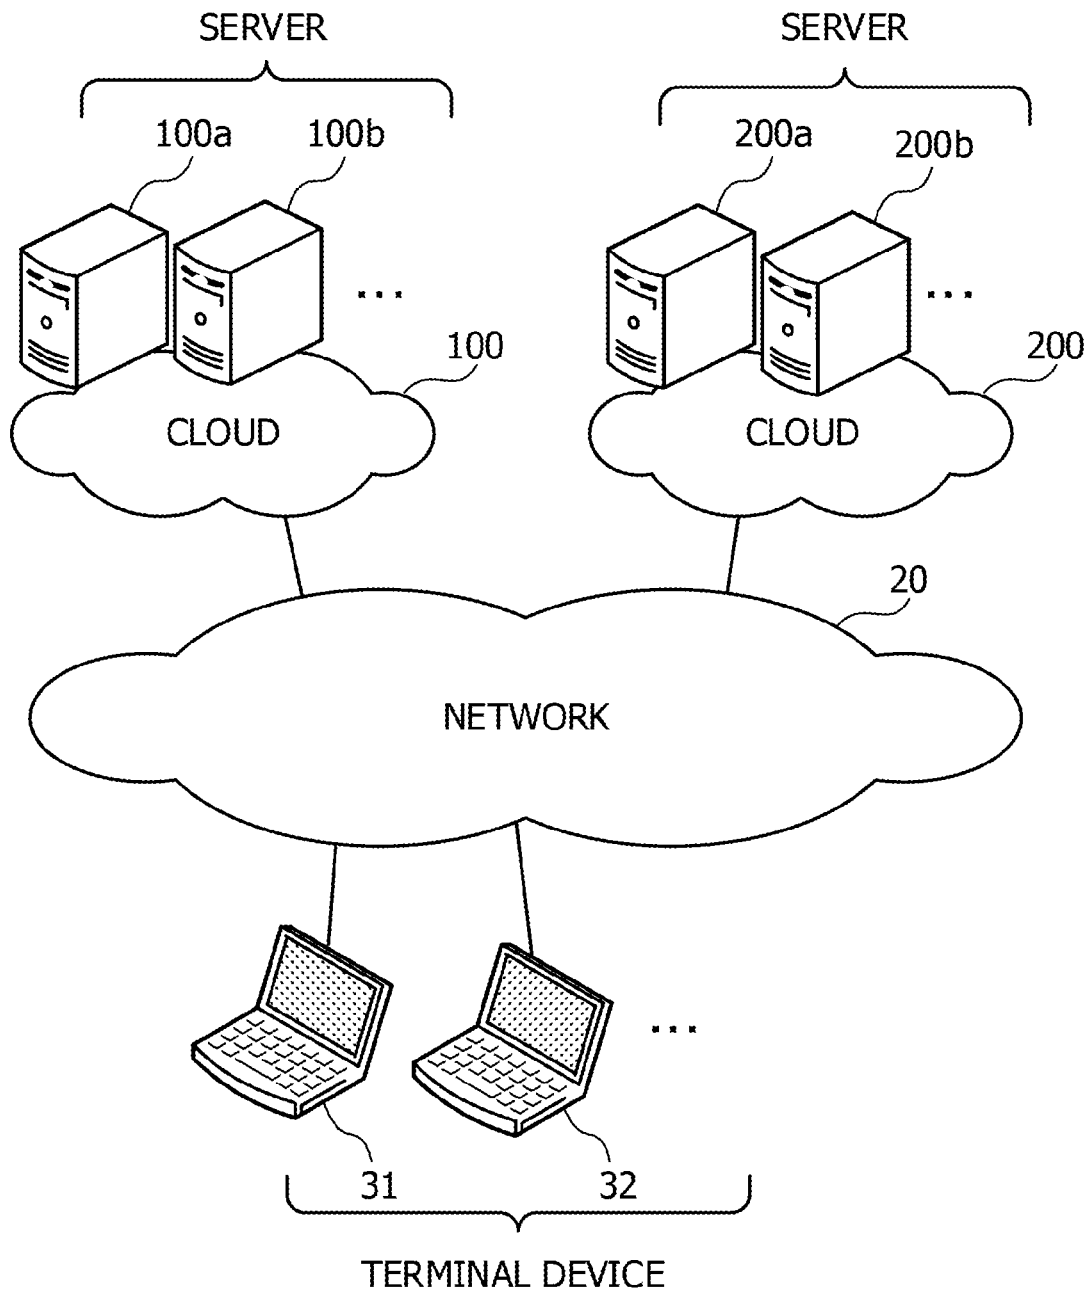 SERVER
SERVER
100a
100b
200a
200b
...
...
100
200
CLOUD
CLOUD
20
NETWORK
...
31
32
TERMINAL DEVICE